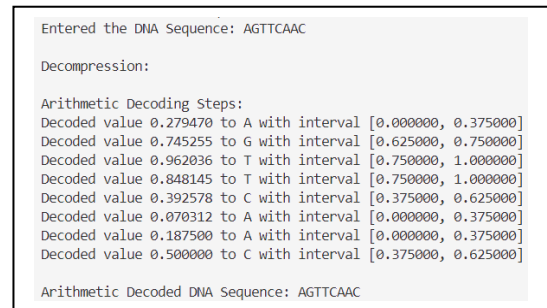 Entered the DNA Sequence: AGTTCAAC
Decompression:
Arithmetic Decoding Steps:
Decoded value 0.279470 to A with interval [0.000000, 0.375000]
Decoded value 0.745255 to G with interval [0.625000, 0.750000]
Decoded value 0.962036 to T with interval [0.750000, 1.000000]
Decoded value 0.848145 to T with interval [0.750000, 1.000000]
Decoded value 0.392578 to C with interval [0.375000, 0.625000]
Decoded value 0.070312 to A with interval [0.000000, 0.375000]
Decoded value 0.187500 to A with interval [0.000000, 0.375000]
Decoded value 0.500000 to C with interval [0.375000, 0.625000]
Arithmetic Decoded DNA Sequence: AGTTCAAC